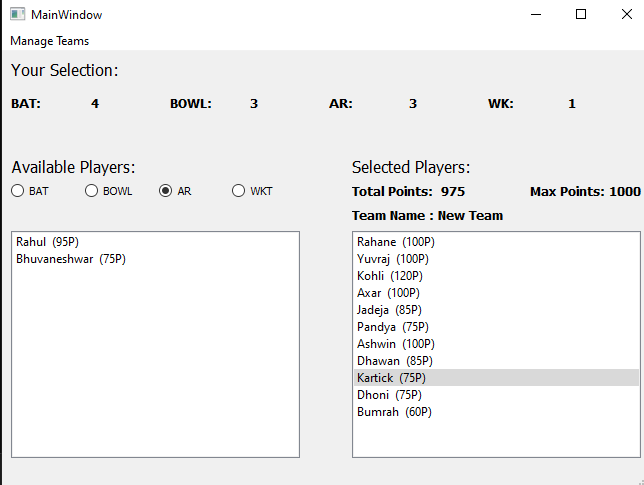 MainWindow
Manage Teams
Your Selection:
BAT: 4 BOWL: 3 AR: 3 WK: 1
Available Players:
BAT BOWL AR WKT
Rahul (95P)
Bhuvaneshwar (75P)
Selected Players:
Total Points: 975 Max Points: 1000
Team Name : New Team
Rahane (100P)
Yuvraj (100P)
Kohli (120P)
Axar (100P)
Jadeja (85P)
Pandya (75P)
Ashwin (100P)
Dhawan (85P)
Kartick (75P)
Dhoni (75P)
Bumrah (60P)